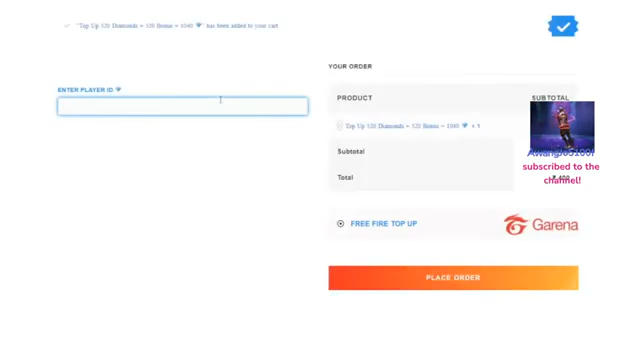 "Top Up 520 Diamonds + 520 Bonus = 1040 💎" has been added to your cart
YOUR ORDER
ENTER PLAYER ID 💎
PRODUCT SUBTOTAL
Top Up 520 Diamonds + 520 Bonus = 1040 💎 × 1
Subtotal
subscribed to the
channel!
Total
FREE FIRE TOP UP
Garena
PLACE ORDER